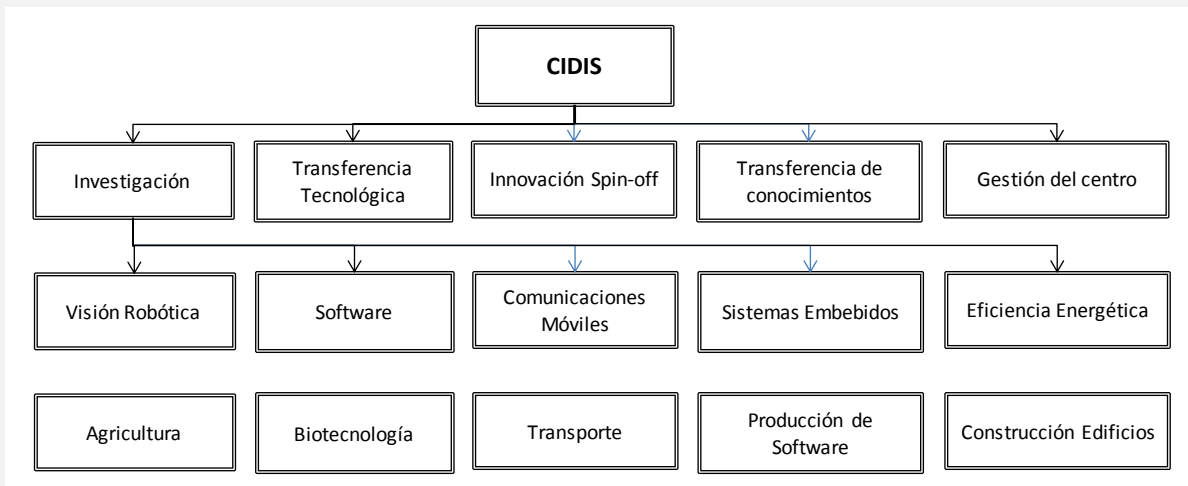 CIDIS
Investigación
Transferencia
Tecnológica
Innovación Spin-off
Transferencia de
conocimientos
Gestión del centro
Visión Robótica
Software
Comunicaciones
Móviles
Sistemas Embebidos
Eficiencia Energética
Agricultura
Biotecnología
Transporte
Producción de
Software
Construcción Edificios